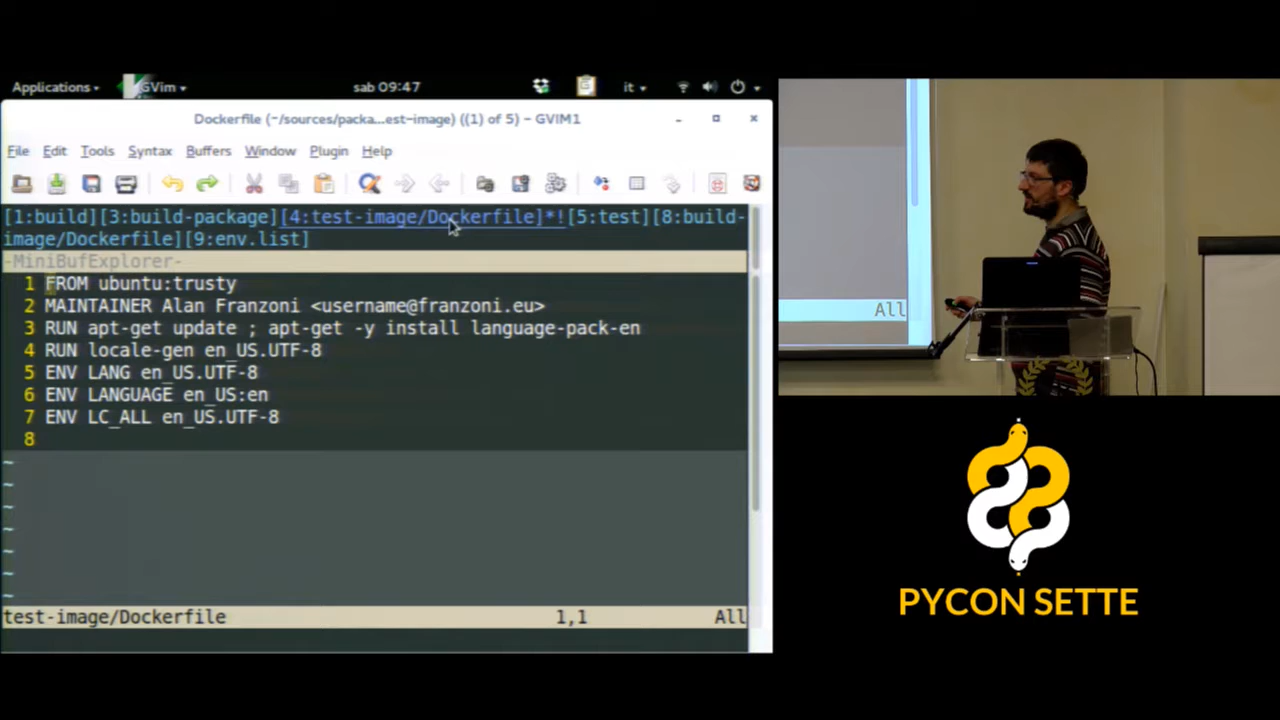 Applications
GVim
sab 09:47
it
Dockerfile (~/sources/packa...est-image) ((1) of 5) - GVIM1
File Edit Tools Syntax Buffers Window Plugin Help
[1:build][3:build-package][4:test-image/Dockerfile]*![5:test][8:build-
image/Dockerfile][9:env.list]
-MiniBufExplorer-
1 FROM ubuntu:trusty
2 MAINTAINER Alan Franzoni <username@franzoni.eu>
3 RUN apt-get update ; apt-get -y install language-pack-en
4 RUN locale-gen en_US.UTF-8
5 ENV LANG en_US.UTF-8
6 ENV LANGUAGE en_US:en
7 ENV LC_ALL en_US.UTF-8
8
~
~
~
~
~
~
~
test-image/Dockerfile 1,1 All
All
PYCON SETTE